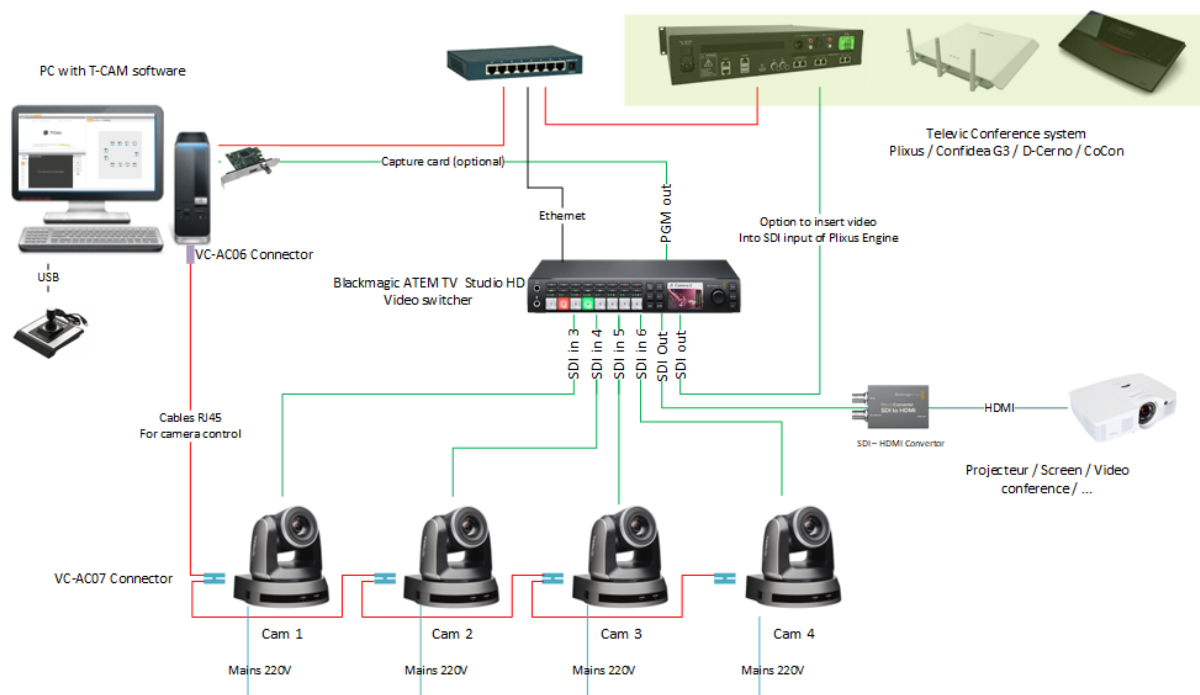 PC with T-CAM software
Televic Conference system
Plixus / Confidea G3 / D-Cerno / CoCon
Capture card (optional)
PGM out
Ethernet
Option to insert video
Into SDI input of Plixus Engine
VC-AC06 Connector
USB
Blackmagic ATEM TV Studio HD
Video switcher
SDI in 3
SDI in 4
SDI in 5
SDI in 6
SDI Out
SDI out
Cables RJ45
For camera control
SDI to HDMI
HDMI
SDI – HDMI Convertor
Projecteur / Screen / Video
conference / ...
VC-AC07 Connector
Cam 1
Cam 2
Cam 3
Cam 4
Mains 220V
Mains 220V
Mains 220V
Mains 220V